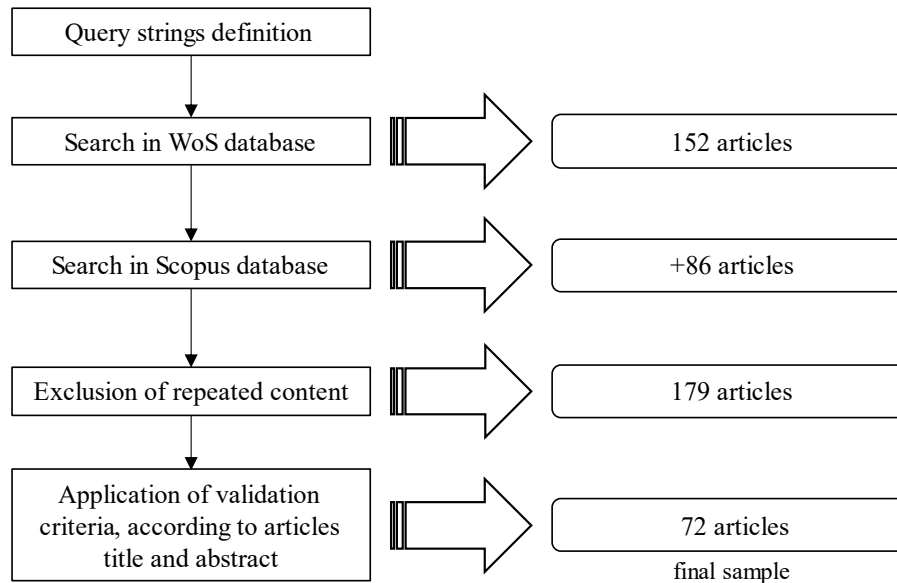 Query strings definition
Search in WoS database
152 articles
Search in Scopus database
+86 articles
Exclusion of repeated content
179 articles
Application of validation
criteria, according to articles
title and abstract
72 articles
final sample